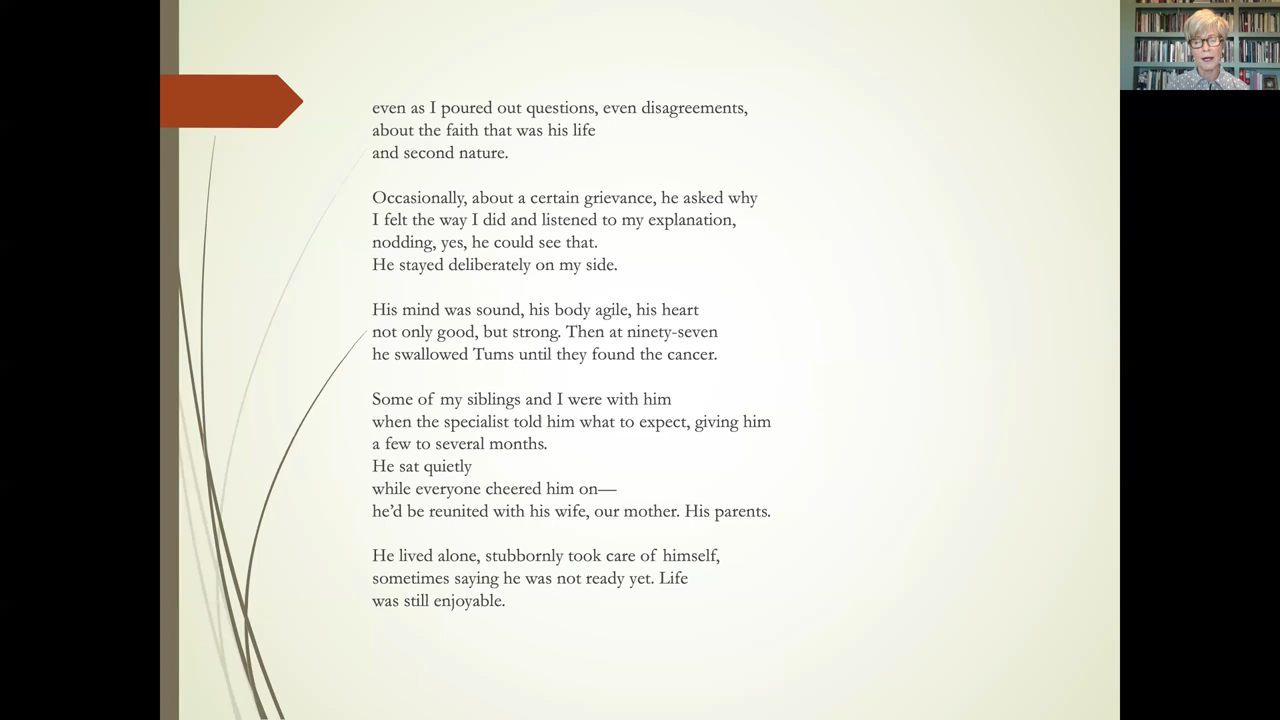 even as I poured out questions, even disagreements,
about the faith that was his life
and second nature.
Occasionally, about a certain grievance, he asked why
I felt the way I did and listened to my explanation,
nodding, yes, he could see that.
He stayed deliberately on my side.
His mind was sound, his body agile, his heart
not only good, but strong. Then at ninety-seven
he swallowed Tums until they found the cancer.
Some of my siblings and I were with him
when the specialist told him what to expect, giving him
a few to several months.
He sat quietly
while everyone cheered him on—
he’d be reunited with his wife, our mother. His parents.
He lived alone, stubbornly took care of himself,
sometimes saying he was not ready yet. Life
was still enjoyable.